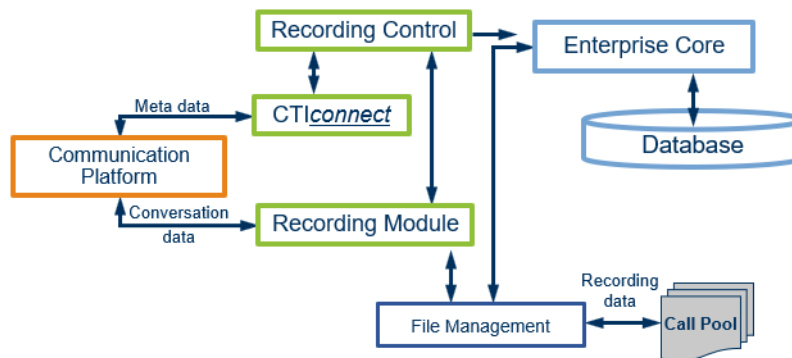 Recording Control
Enterprise Core
Meta data
CTIconnect
Database
Communication
Platform
Conversation
data
Recording Module
Recording
data
File Management
Call Pool